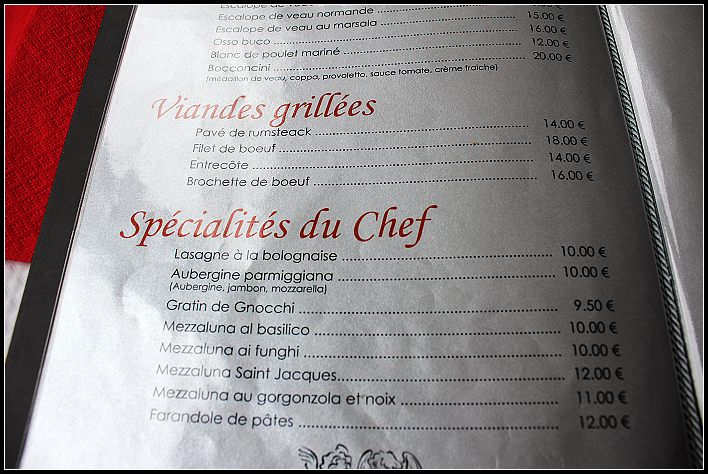 Escalope de
Escalope de veau normande
Escalope de veau au marsala ........ 15.00 €
Osso buco ........ 16.00 €
Blanc de poulet mariné ........ 12.00 €
Bocconcini ........ 20.00 €
(médaillon de veau, coppa, provoletto, sauce tomate, crème fraîche)
Viandes grillées
Pavé de rumsteack ........ 14.00 €
Filet de boeuf ........ 18.00 €
Entrecôte ........ 14.00 €
Brochette de boeuf ........ 16.00 €
Spécialités du Chef
Lasagne à la bolognaise ........ 10.00 €
Aubergine parmiggiana ........ 10.00 €
(Aubergine, jambon, mozzarella)
Gratin de Gnocchi ........ 9.50 €
Mezzaluna al basilico ........ 10.00 €
Mezzaluna ai funghi ........ 10.00 €
Mezzaluna Saint Jacques ........ 12.00 €
Mezzaluna au gorgonzola et noix ........ 11.00 €
Farandole de pâtes ........ 12.00 €